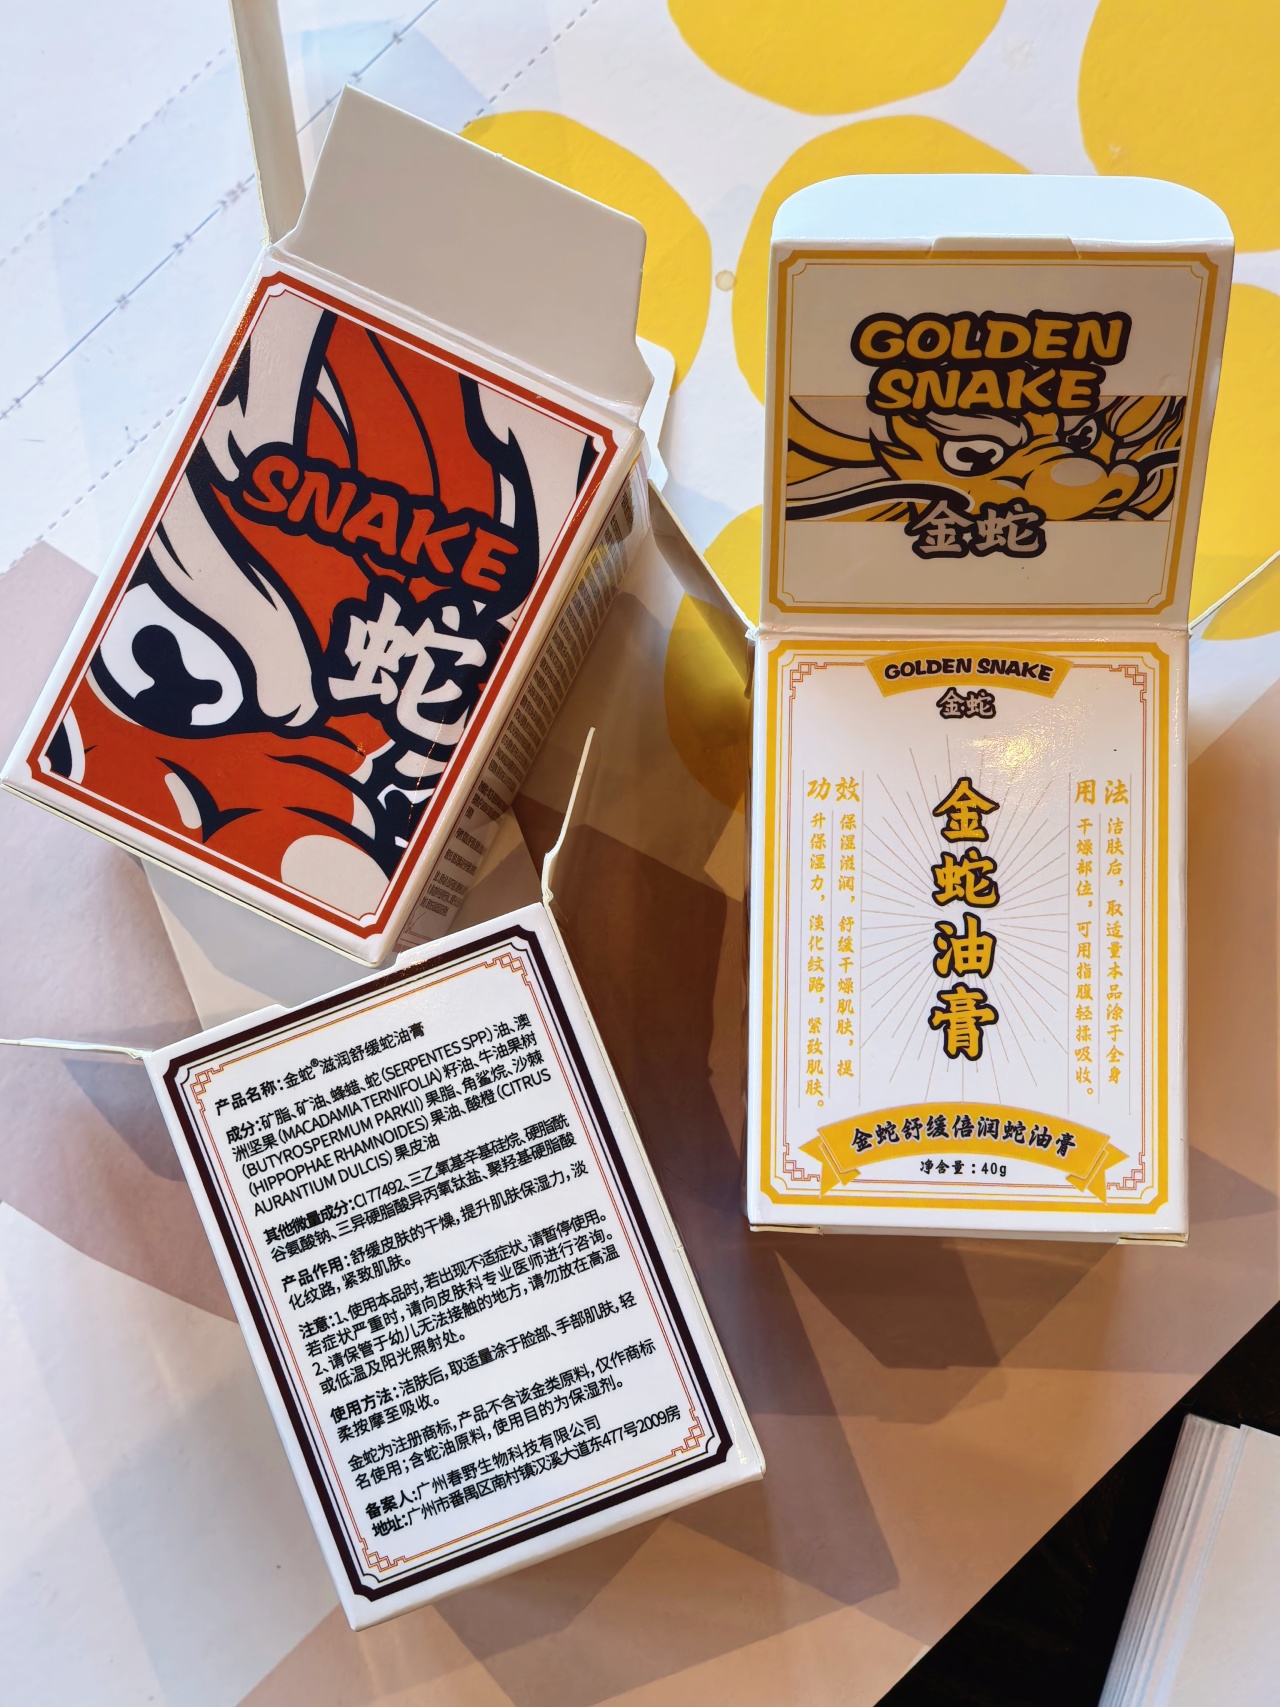 SNAKE
蛇
GOLDEN
SNAKE
金蛇
GOLDEN SNAKE
金蛇
功效
保湿滋润，舒缓干燥肌肤，提
升保湿力，淡化纹路，紧致肌肤。
金蛇油膏
用法
洁肤后，取适量本品涂于全身
干燥部位，可用指腹轻揉吸收。
金蛇舒缓倍润蛇油膏
净含量：40g
产品名称：金蛇®滋润舒缓蛇油膏
成分：矿脂、矿油、蜂蜡、蛇(SERPENTES SPP)油、澳
洲坚果(MACADAMIA TERNIFOLIA)籽油、牛油果树
(BUTYROSPERMUM PARKII)果脂、角鲨烷、沙棘
(HIPPOPHAE RHAMNOIDES)果油、酸橙(CITRUS
AURANTIUM DULCIS)果皮油
其他微量成分：CI 77492、三乙氧基辛基硅烷、硬脂酰
谷氨酸钠、三异硬脂酸异丙氧钛盐、聚羟基硬脂酸
产品作用：舒缓皮肤的干燥，提升肌肤保湿力，淡
化纹路，紧致肌肤。
注意：1、使用本品时，若出现不适症状，请暂停使用。
若症状严重时，请向皮肤科专业医师进行咨询。
2、请保管于幼儿无法接触的地方，请勿放在高温
或低温及阳光照射处。
使用方法：洁肤后，取适量涂于脸部、手部肌肤，轻
柔按摩至吸收。
金蛇为注册商标，产品不含该金类原料，仅作商标
名使用；含蛇油原料，使用目的为保湿剂。
备案人：广州春野生物科技有限公司
地址：广州市番禺区南村镇汉溪大道东477号2009房